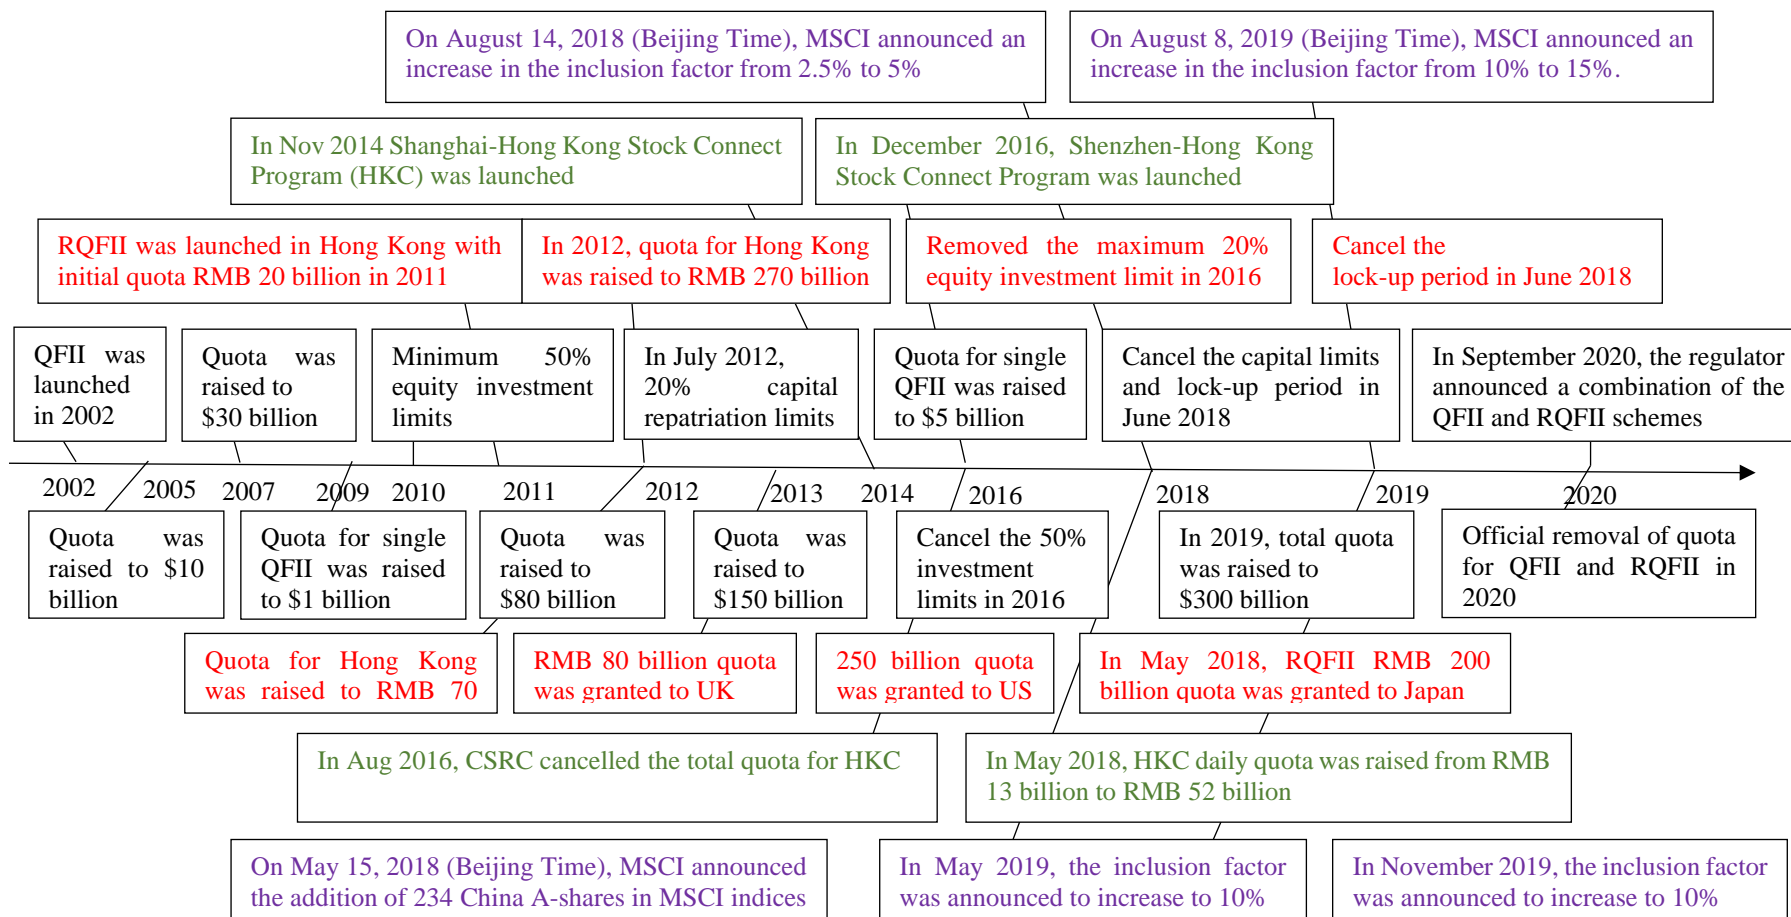 On August 14, 2018 (Beijing Time), MSCI announced an
increase in the inclusion factor from 2.5% to 5%
On August 8, 2019 (Beijing Time), MSCI announced an
increase in the inclusion factor from 10% to 15%.
In Nov 2014 Shanghai-Hong Kong Stock Connect
Program (HKC) was launched
In December 2016, Shenzhen-Hong Kong
Stock Connect Program was launched
RQFII was launched in Hong Kong with
initial quota RMB 20 billion in 2011
In 2012, quota for Hong Kong
was raised to RMB 270 billion
Removed the maximum 20%
equity investment limit in 2016
Cancel the
lock-up period in June 2018
QFII was
launched
in 2002
Quota was
raised to
$30 billion
Minimum 50%
equity investment
limits
In July 2012,
20% capital
repatriation limits
Quota for single
QFII was raised
to $5 billion
Cancel the capital limits
and lock-up period in
June 2018
In September 2020, the regulator
announced a combination of the
QFII and RQFII schemes
2002 2005 2007 2009 2010 2011 2012 2013 2014 2016 2018 2019 2020
Quota was
raised to $10
billion
Quota for single
QFII was raised
to $1 billion
Quota was
raised to
$80 billion
Quota was
raised to
$150 billion
Cancel the 50%
investment
limits in 2016
In 2019, total quota
was raised to
$300 billion
Official removal of quota
for QFII and RQFII in
2020
Quota for Hong Kong
was raised to RMB 70
RMB 80 billion quota
was granted to UK
250 billion quota
was granted to US
In May 2018, RQFII RMB 200
billion quota was granted to Japan
In Aug 2016, CSRC cancelled the total quota for HKC
In May 2018, HKC daily quota was raised from RMB
13 billion to RMB 52 billion
On May 15, 2018 (Beijing Time), MSCI announced
the addition of 234 China A-shares in MSCI indices
In May 2019, the inclusion factor
was announced to increase to 10%
In November 2019, the inclusion factor
was announced to increase to 10%